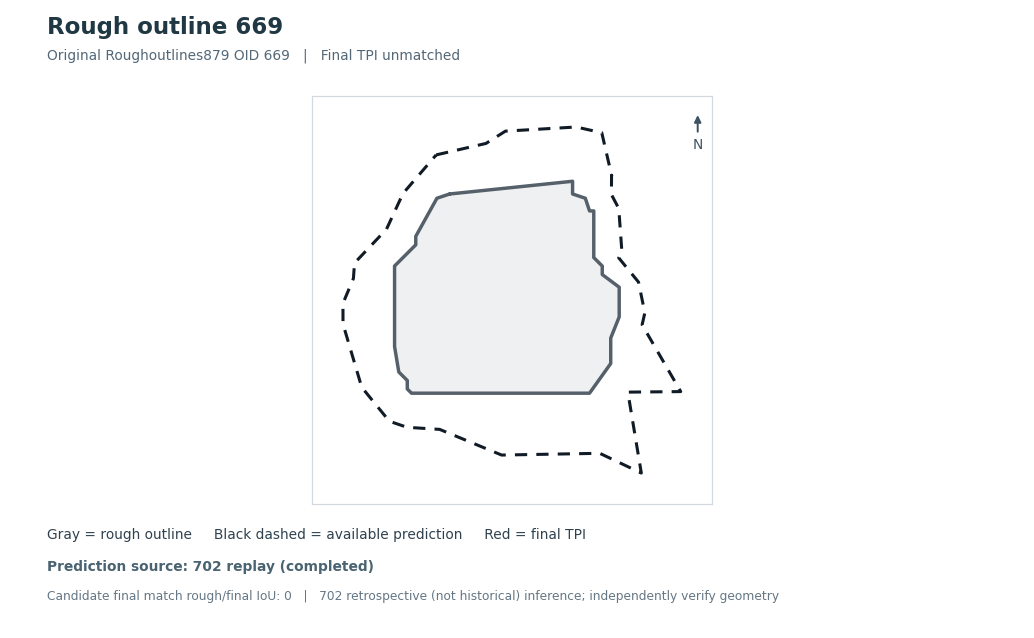 Rough outline 669
Original Roughoutlines879 OID 669   |   Final TPI unmatched
N
Gray = rough outline     Black dashed = available prediction     Red = final TPI
Prediction source: 702 replay (completed)
Candidate final match rough/final IoU: 0   |   702 retrospective (not historical) inference; independently verify geometry